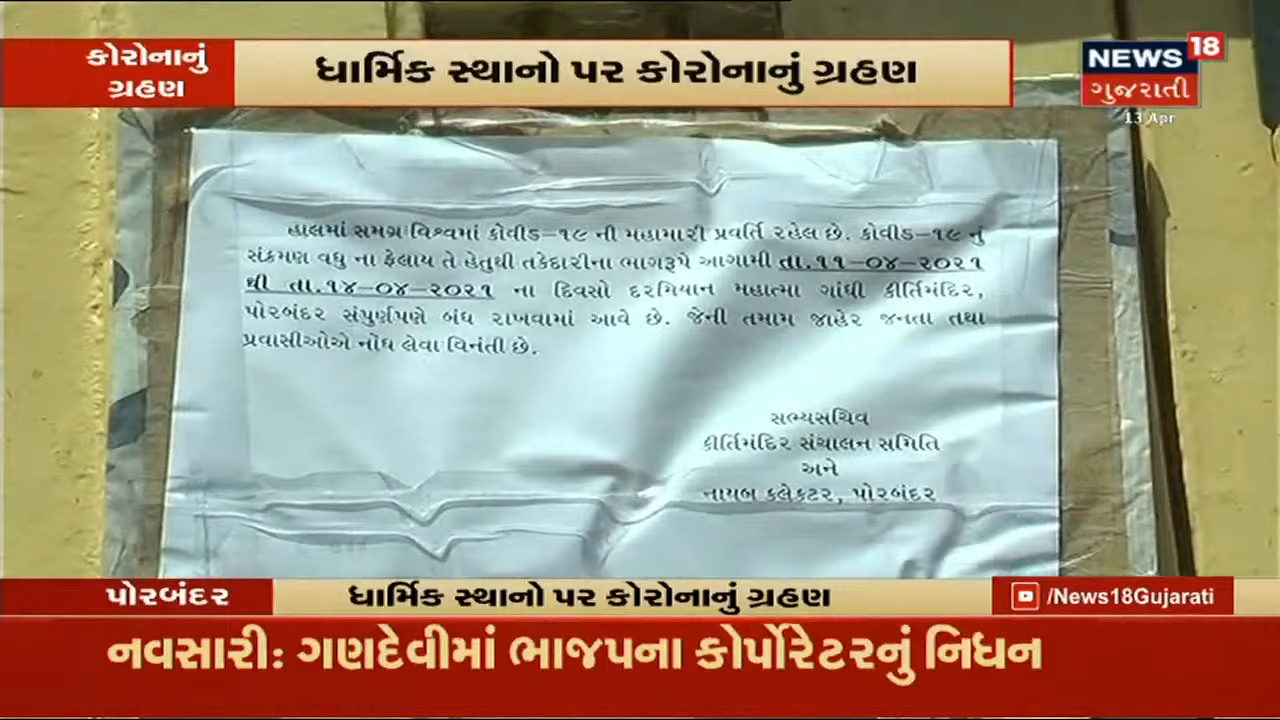 કોરોનાનું
ગ્રહણ
ધાર્મિક સ્થાનો પર કોરોનાનું ગ્રહણ
NEWS 18
ગુજરાતી
13 Apr
હાલમાં સમગ્ર વિશ્વમાં કોવીડ–૧૯ ની મહામારી પ્રવર્તિ રહેલ છે. કોવીડ–૧૯ નું
સંક્રમણ વધુ ના ફેલાય તે હેતુથી તકેદારીના ભાગરૂપે આગામી તા.૧૧–૦૪–૨૦૨૧
થી તા.૧૪–૦૪–૨૦૨૧ ના દિવસો દરમિયાન મહાત્મા ગાંધી કીર્તિમંદિર,
પોરબંદર સંપુર્ણપણે બંધ રાખવામાં આવે છે. જેની તમામ જાહેર જનતા તથા
પ્રવાસીઓએ નોંધ લેવા વિનંતી છે.
સભ્યસચિવ
કીર્તિમંદિર સંચાલન સમિતિ
અને
નાયબ કલેકટર, પોરબંદર
પોરબંદર
ધાર્મિક સ્થાનો પર કોરોનાનું ગ્રહણ
/News18Gujarati
નવસારી: ગણદેવીમાં ભાજપના કોર્પોરેટરનું નિધન